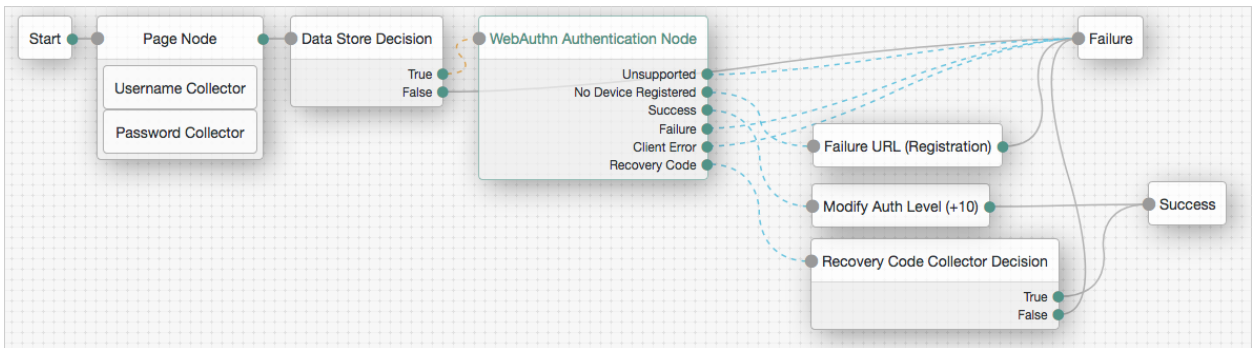 Start
Page Node
Username Collector
Password Collector
Data Store Decision
True
False
WebAuthn Authentication Node
Unsupported
No Device Registered
Success
Failure
Client Error
Recovery Code
Failure
Failure URL (Registration)
Modify Auth Level (+10)
Success
Recovery Code Collector Decision
True
False